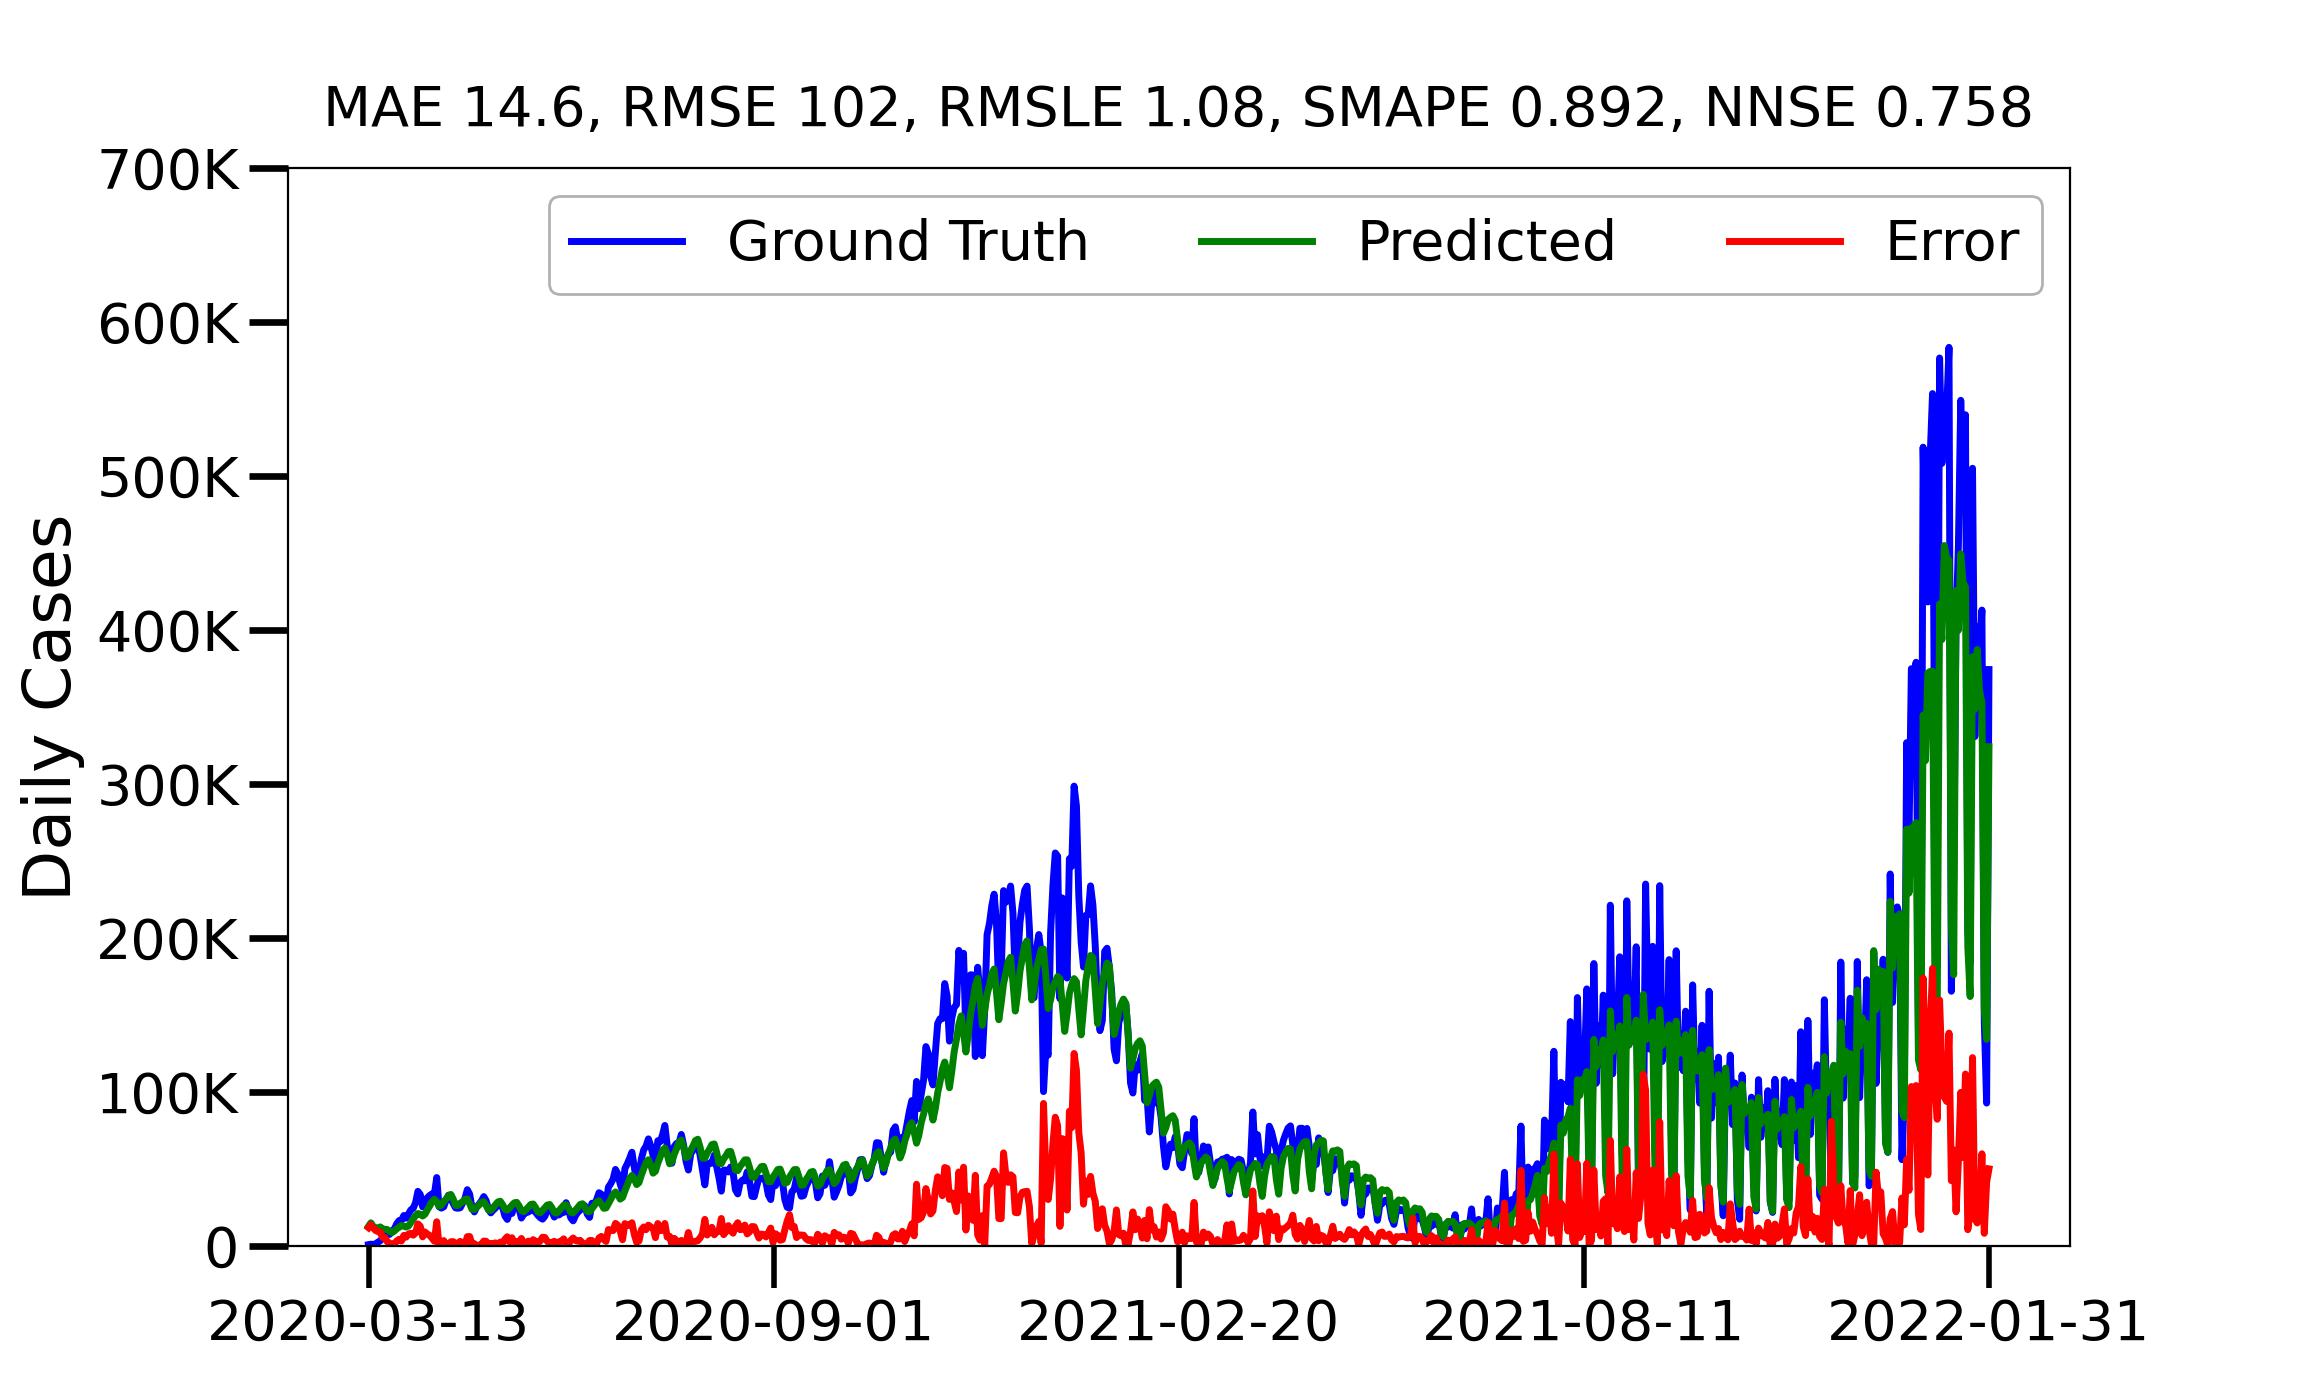 MAE 14.6, RMSE 102, RMSLE 1.08, SMAPE 0.892, NNSE 0.758
700K
Ground Truth Predicted Error
600K
500K
400K
300K
200K
100K
0
Daily Cases
2020-03-13 2020-09-01 2021-02-20 2021-08-11 2022-01-31